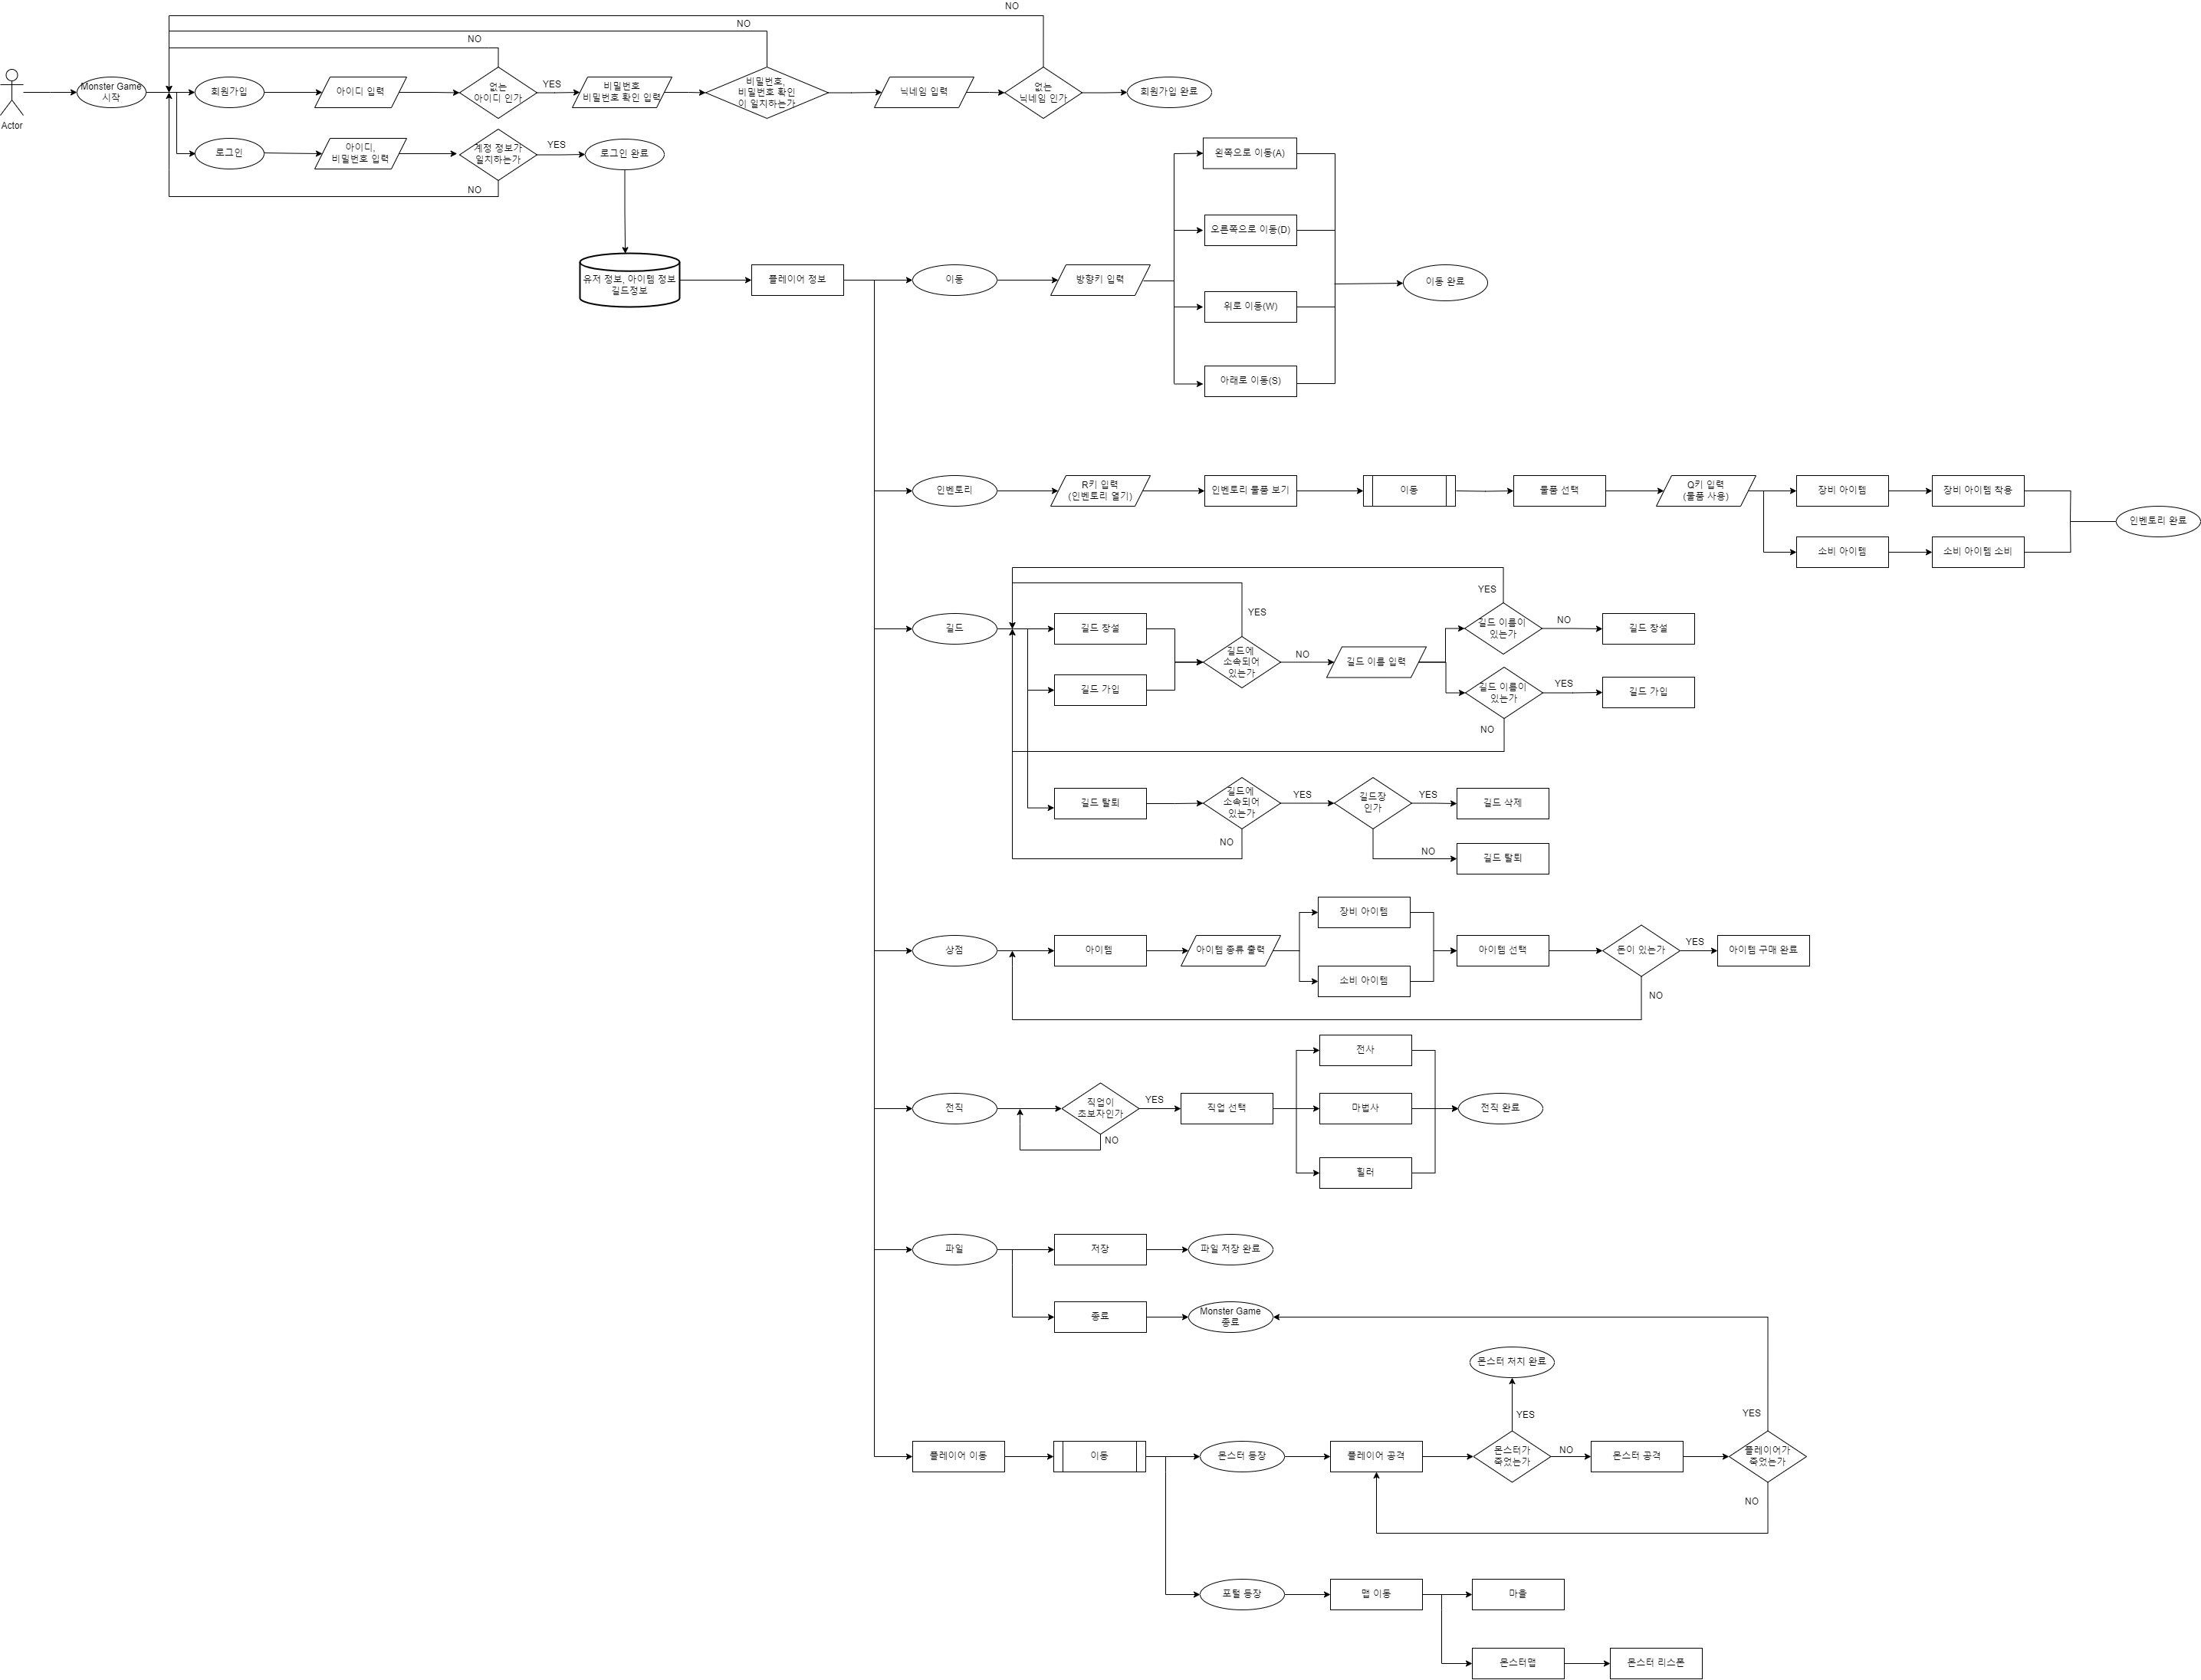 NO
NO
NO
Actor
Monster Game
시작
회원가입
아이디 입력
없는
아이디 인가
YES
비밀번호
비밀번호 확인 입력
비밀번호,
비밀번호 확인
이 일치하는가
닉네임 입력
없는
닉네임 인가
회원가입 완료
로그인
아이디,
비밀번호 입력
계정 정보가
일치하는가
YES
로그인 완료
NO
유저 정보, 아이템 정보
길드정보
플레이어 정보
이동
방향키 입력
왼쪽으로 이동(A)
오른쪽으로 이동(D)
위로 이동(W)
아래로 이동(S)
이동 완료
인벤토리
R키 입력
(인벤토리 열기)
인벤토리 물품 보기
이동
물품 선택
Q키 입력
(물품 사용)
장비 아이템
장비 아이템 착용
소비 아이템
소비 아이템 소비
인벤토리 완료
길드
길드 창설
길드 가입
YES
길드에
소속되어
있는가
NO
길드 이름 입력
YES
길드 이름이
있는가
NO
길드 창설
길드 이름이
있는가
YES
길드 가입
NO
길드 탈퇴
길드에
소속되어
있는가
YES
NO
길드장
인가
YES
길드 삭제
NO
길드 탈퇴
상점
아이템
아이템 종류 출력
장비 아이템
소비 아이템
아이템 선택
돈이 있는가
YES
아이템 구매 완료
NO
전직
직업이
초보자인가
YES
NO
직업 선택
전사
마법사
힐러
전직 완료
파일
저장
파일 저장 완료
종료
Monster Game
종료
플레이어 이동
이동
몬스터 등장
플레이어 공격
몬스터가
죽었는가
YES
몬스터 처치 완료
NO
몬스터 공격
플레이어가
죽었는가
YES
NO
포털 등장
맵 이동
마을
몬스터맵
몬스터 리스폰